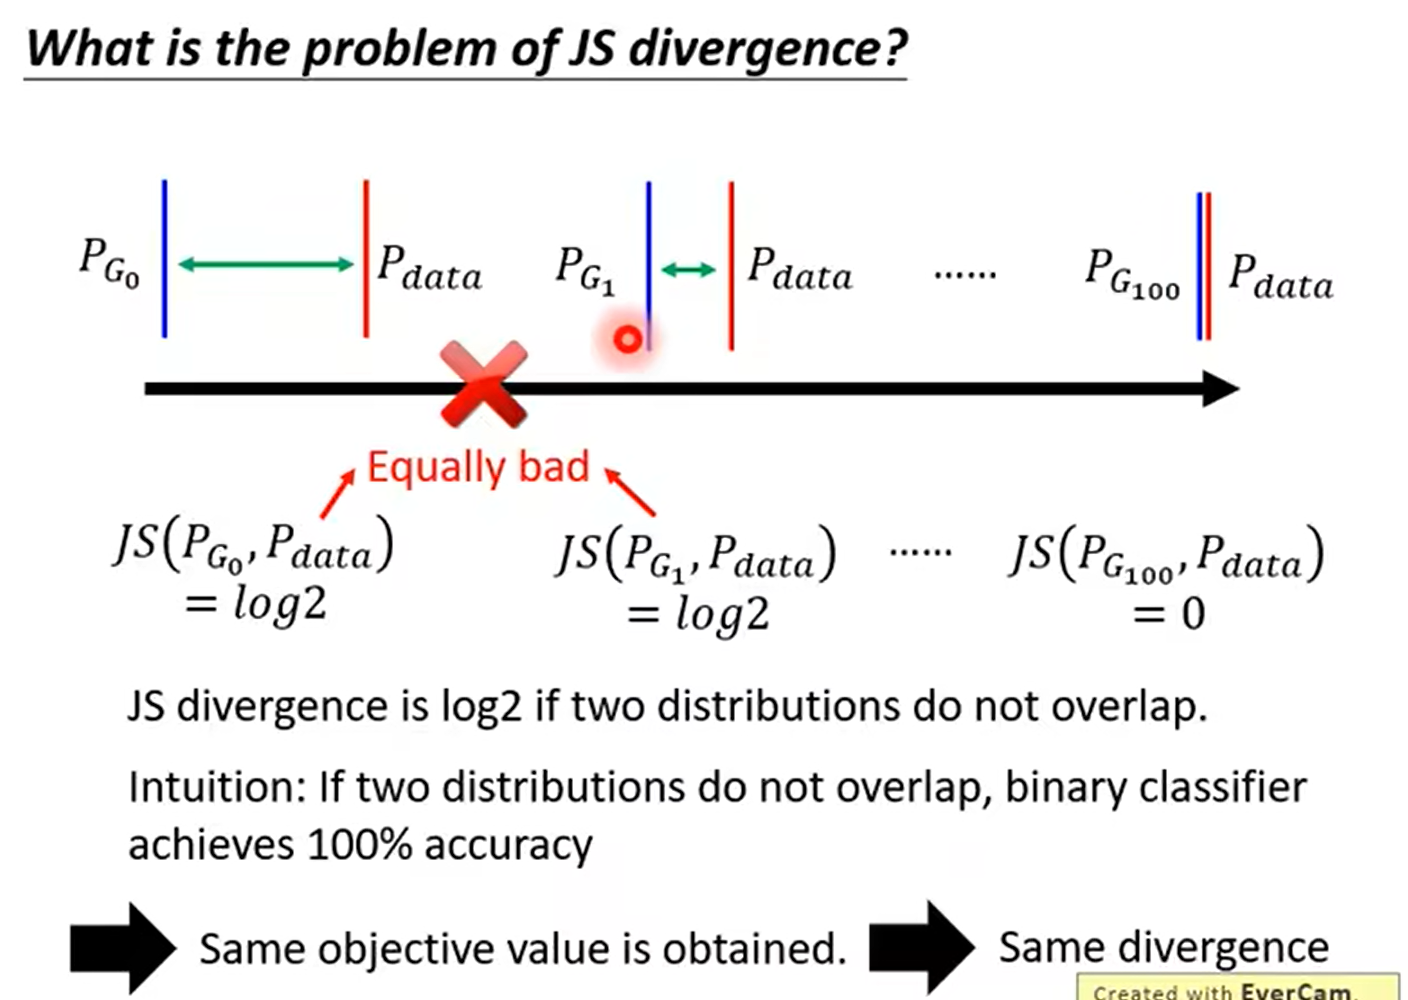 What is the problem of JS divergence?
P_{G_0} P_{data} P_{G_1} P_{data} ...... P_{G_{100}} P_{data}
Equally bad
JS(P_{G_0}, P_{data}) JS(P_{G_1}, P_{data}) ...... JS(P_{G_{100}}, P_{data})
= log2 = log2 = 0
JS divergence is log2 if two distributions do not overlap.
Intuition: If two distributions do not overlap, binary classifier
achieves 100% accuracy
Same objective value is obtained. Same divergence
Created with EverCam